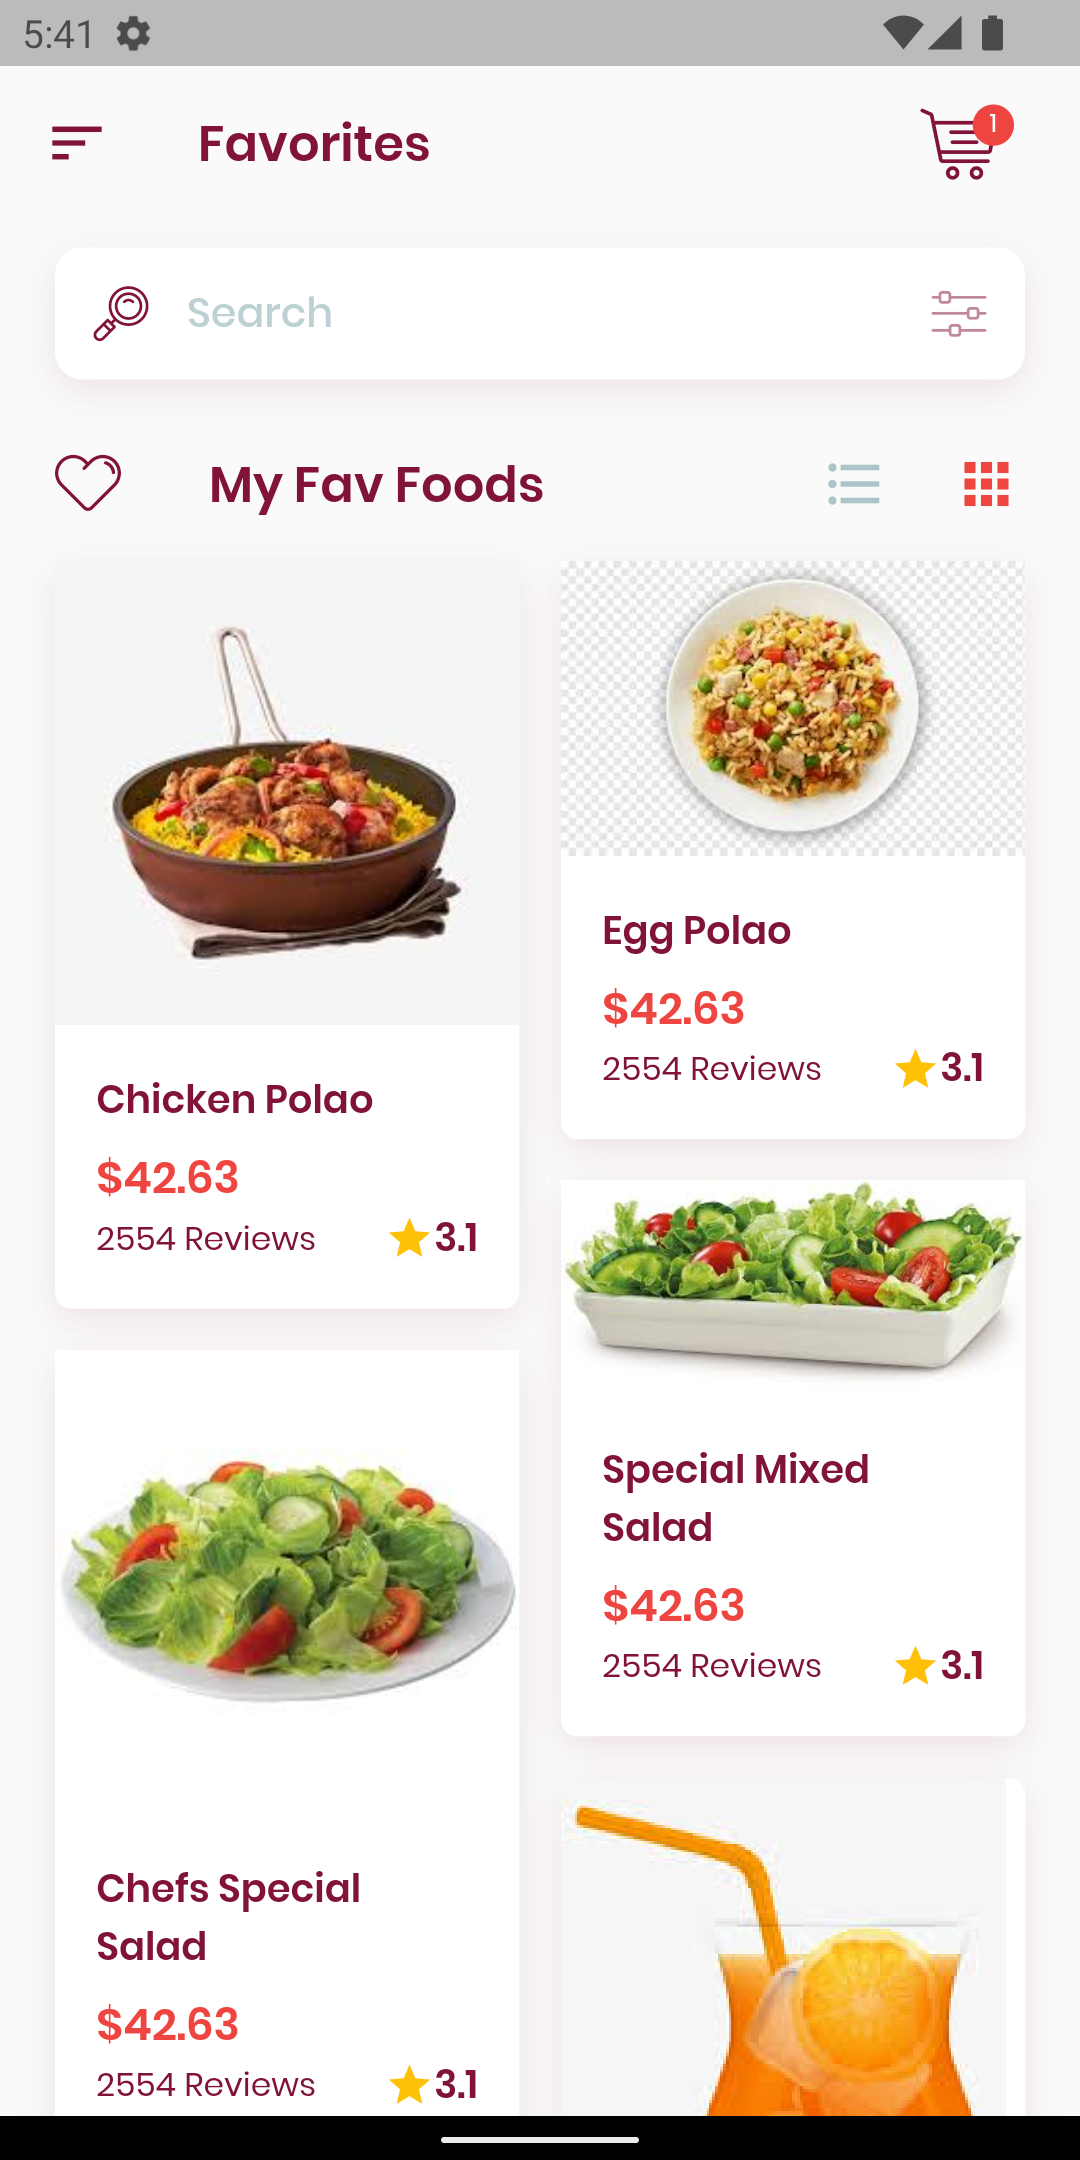 5:41
Favorites
1
Search
My Fav Foods
Chicken Polao
$42.63
2554 Reviews
3.1
Egg Polao
$42.63
2554 Reviews
3.1
Special Mixed
Salad
$42.63
2554 Reviews
3.1
Chefs Special
Salad
$42.63
2554 Reviews
3.1